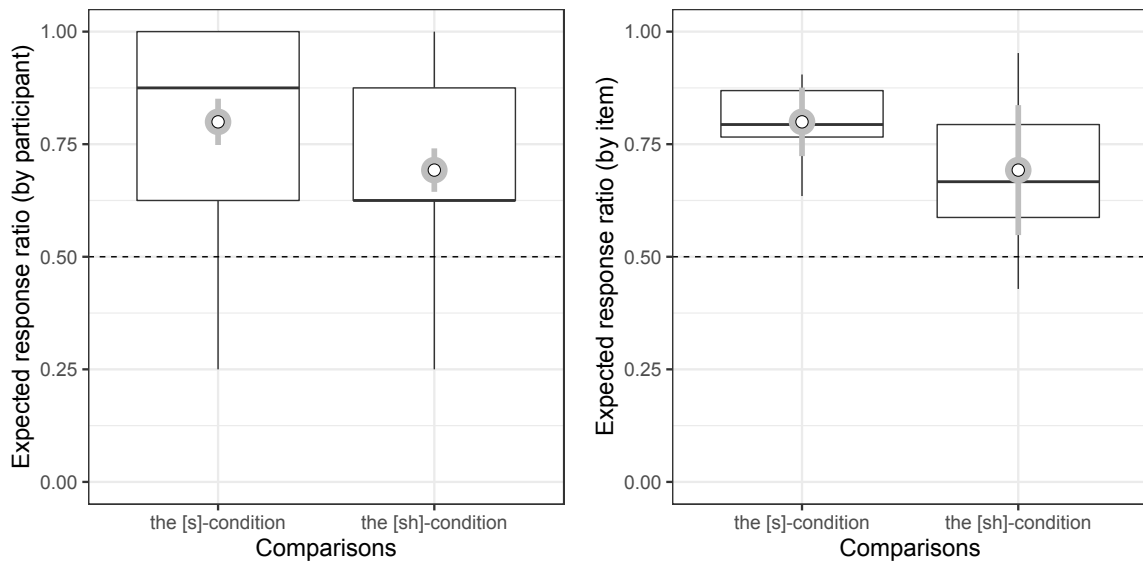 Expected response ratio (by participant)
1.00
0.75
0.50
0.25
0.00
the [s]-condition
the [sh]-condition
Comparisons
Expected response ratio (by item)
1.00
0.75
0.50
0.25
0.00
the [s]-condition
the [sh]-condition
Comparisons